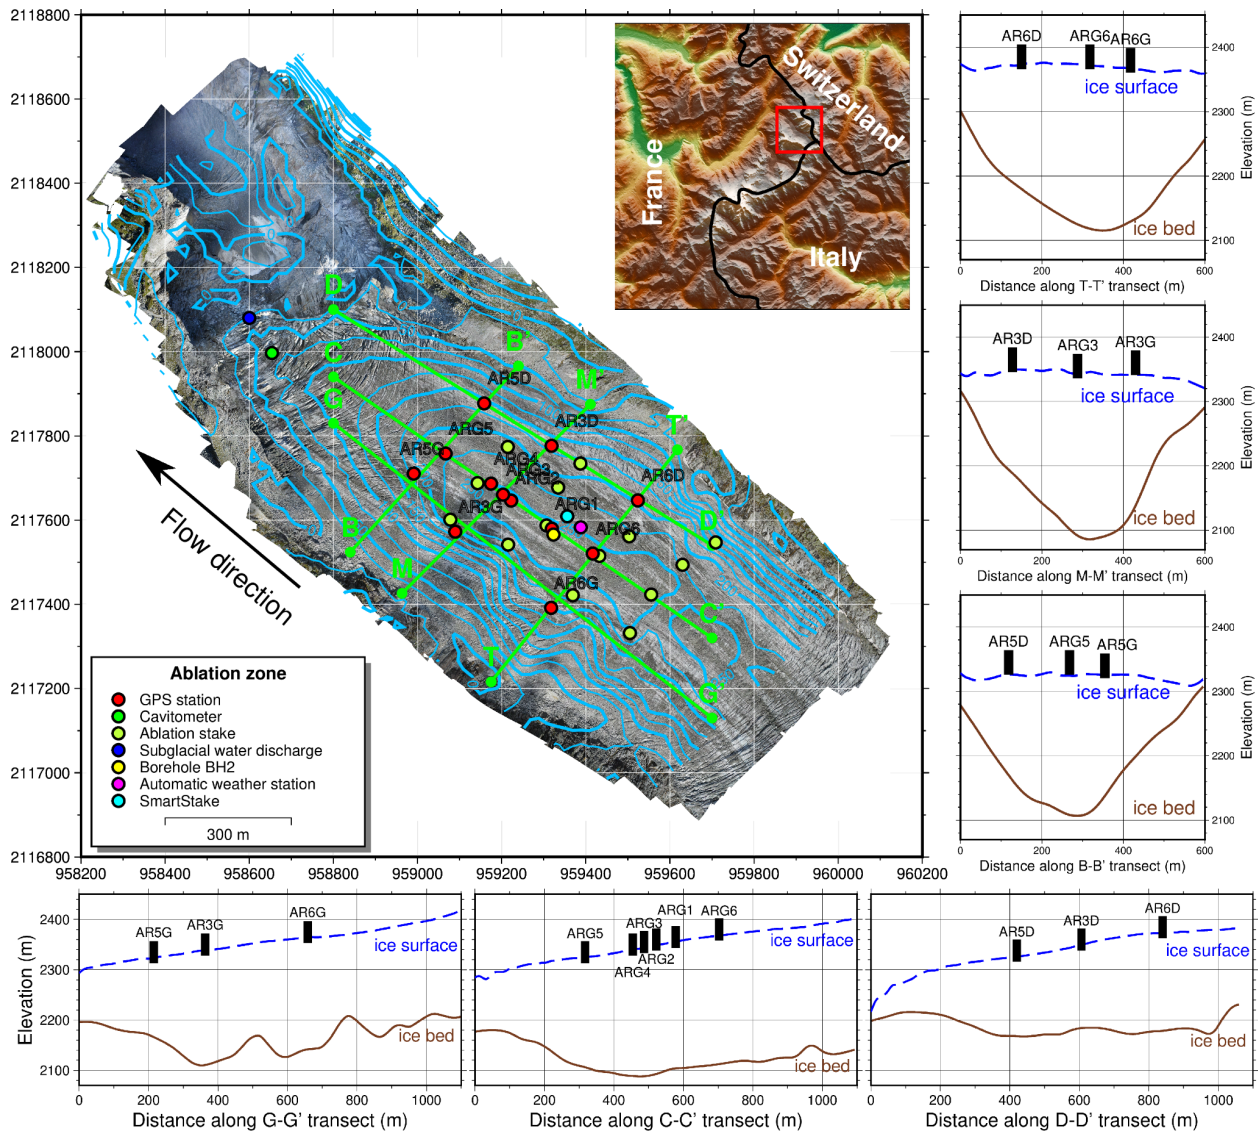 2118800
2118600
2118400
2118200
2118000
2117800
2117600
2117400
2117200
2117000
2116800
958200
958400
958600
958800
959000
959200
959400
959600
959800
960000
960200
Switzerland
France
Italy
D
C
G
B'
M'
T'
AR5D
AR3D
ARG5
AR5G
ARG4
ARG3
ARG2
AR6D
AR3G
ARG1
ARG6
B
M
D'
AR6G
C'
T
G'
Flow direction
Ablation zone
GPS station
Cavitometer
Ablation stake
Subglacial water discharge
Borehole BH2
Automatic weather station
SmartStake
300 m
AR6D
ARG6
AR6G
ice surface
ice bed
2400
2300
2200
2100
Elevation (m)
0
200
400
600
Distance along T-T' transect (m)
AR3D
ARG3
AR3G
ice surface
ice bed
2400
2300
2200
2100
Elevation (m)
0
200
400
600
Distance along M-M' transect (m)
AR5D
ARG5
AR5G
ice surface
ice bed
2400
2300
2200
2100
Elevation (m)
0
200
400
600
Distance along B-B' transect (m)
Elevation (m)
2400
2300
2200
2100
AR5G
AR3G
AR6G
ice surface
ice bed
0
200
400
600
800
1000
Distance along G-G' transect (m)
ARG5
ARG4
ARG3
ARG2
ARG1
ARG6
ice surface
ice bed
0
200
400
600
800
1000
Distance along C-C' transect (m)
AR5D
AR3D
AR6D
ice surface
ice bed
0
200
400
600
800
1000
Distance along D-D' transect (m)